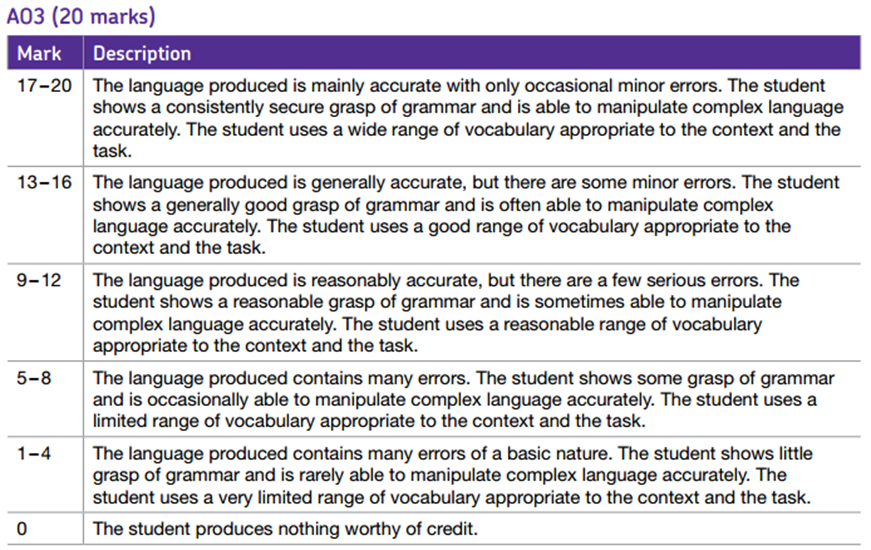 AO3 (20 marks)
Mark Description
17–20 The language produced is mainly accurate with only occasional minor errors. The student
shows a consistently secure grasp of grammar and is able to manipulate complex language
accurately. The student uses a wide range of vocabulary appropriate to the context and the
task.
13–16 The language produced is generally accurate, but there are some minor errors. The student
shows a generally good grasp of grammar and is often able to manipulate complex
language accurately. The student uses a good range of vocabulary appropriate to the
context and the task.
9–12 The language produced is reasonably accurate, but there are a few serious errors. The
student shows a reasonable grasp of grammar and is sometimes able to manipulate
complex language accurately. The student uses a reasonable range of vocabulary
appropriate to the context and the task.
5–8 The language produced contains many errors. The student shows some grasp of grammar
and is occasionally able to manipulate complex language accurately. The student uses a
limited range of vocabulary appropriate to the context and the task.
1–4 The language produced contains many errors of a basic nature. The student shows little
grasp of grammar and is rarely able to manipulate complex language accurately. The
student uses a very limited range of vocabulary appropriate to the context and the task.
0 The student produces nothing worthy of credit.